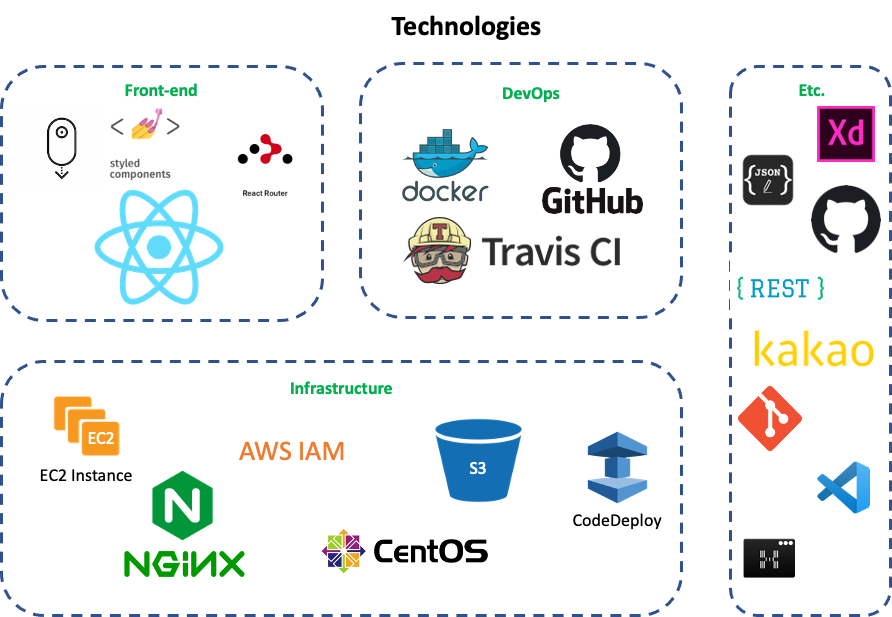 Technologies
Front-end
< >
styled
components
React Router
DevOps
docker
GitHub
T
Travis CI
Etc.
Xd
{JSON}
{ REST }
kakao
Infrastructure
EC2
EC2 Instance
AWS IAM
S3
CodeDeploy
N
NGiNX
CentOS